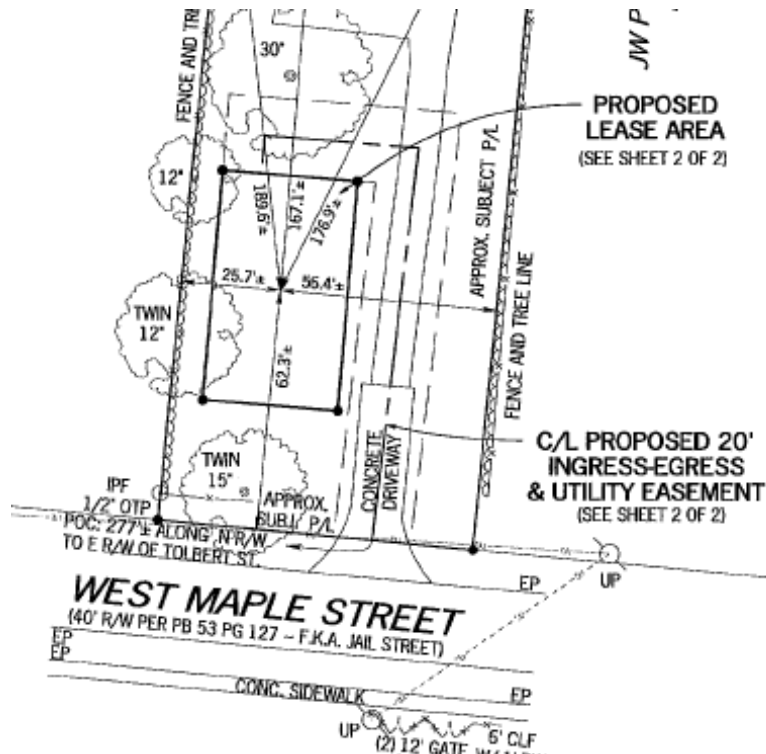 FENCE AND TRE
30"
JW P
PROPOSED
LEASE AREA
(SEE SHEET 2 OF 2)
12"
189.6'±
167.1'±
176.9'±
APPROX. SUBJECT P/L
25.7'±
55.4'±
TWIN
12"
62.3'±
FENCE AND TREE LINE
C/L PROPOSED 20'
INGRESS-EGRESS
& UTILITY EASEMENT
(SEE SHEET 2 OF 2)
TWIN
15"
CONCRETE
DRIVEWAY
IPF
1/2" OTP
APPROX.
SUBJ. P/L
POC: 277'± ALONG N R/W
TO E R/W OF TOLBERT ST.
EP
UP
WEST MAPLE STREET
(40' R/W PER PB 53 PG 127 ~ F.K.A. JAIL STREET)
EP
EP
CONC. SIDEWALK
EP
UP
6' CLF
(2) 12' GATE